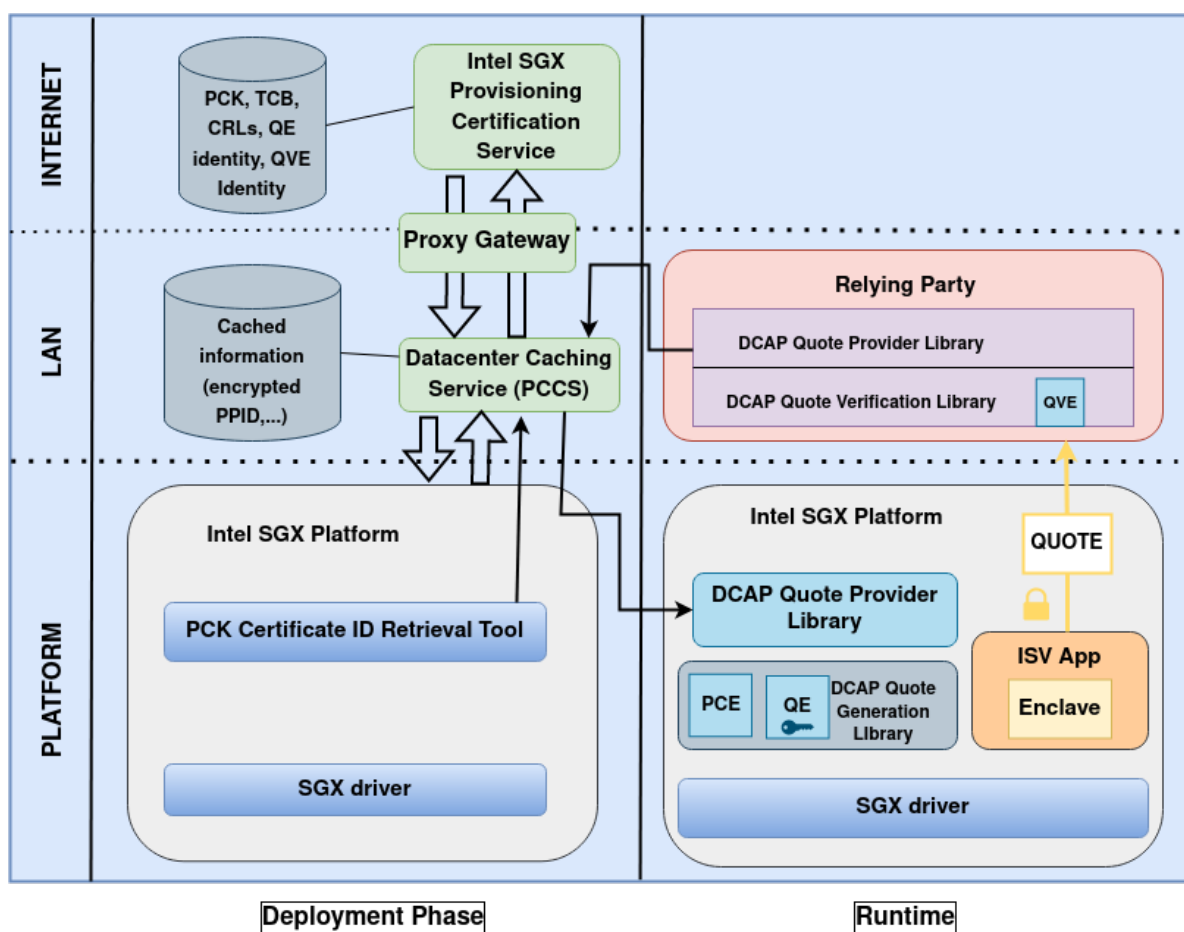 INTERNET
PCK, TCB,
CRLs, QE
identity, QVE
Identity
Intel SGX
Provisioning
Certification
Service
Proxy Gateway
LAN
Cached
information
(encrypted
PPID,...)
Datacenter Caching
Service (PCCS)
Relying Party
DCAP Quote Provider Library
DCAP Quote Verification Library
QVE
PLATFORM
Intel SGX Platform
PCK Certificate ID Retrieval Tool
SGX driver
Intel SGX Platform
QUOTE
DCAP Quote Provider
Library
PCE
QE
DCAP Quote
Generation
LIbrary
ISV App
Enclave
SGX driver
Deployment Phase
Runtime